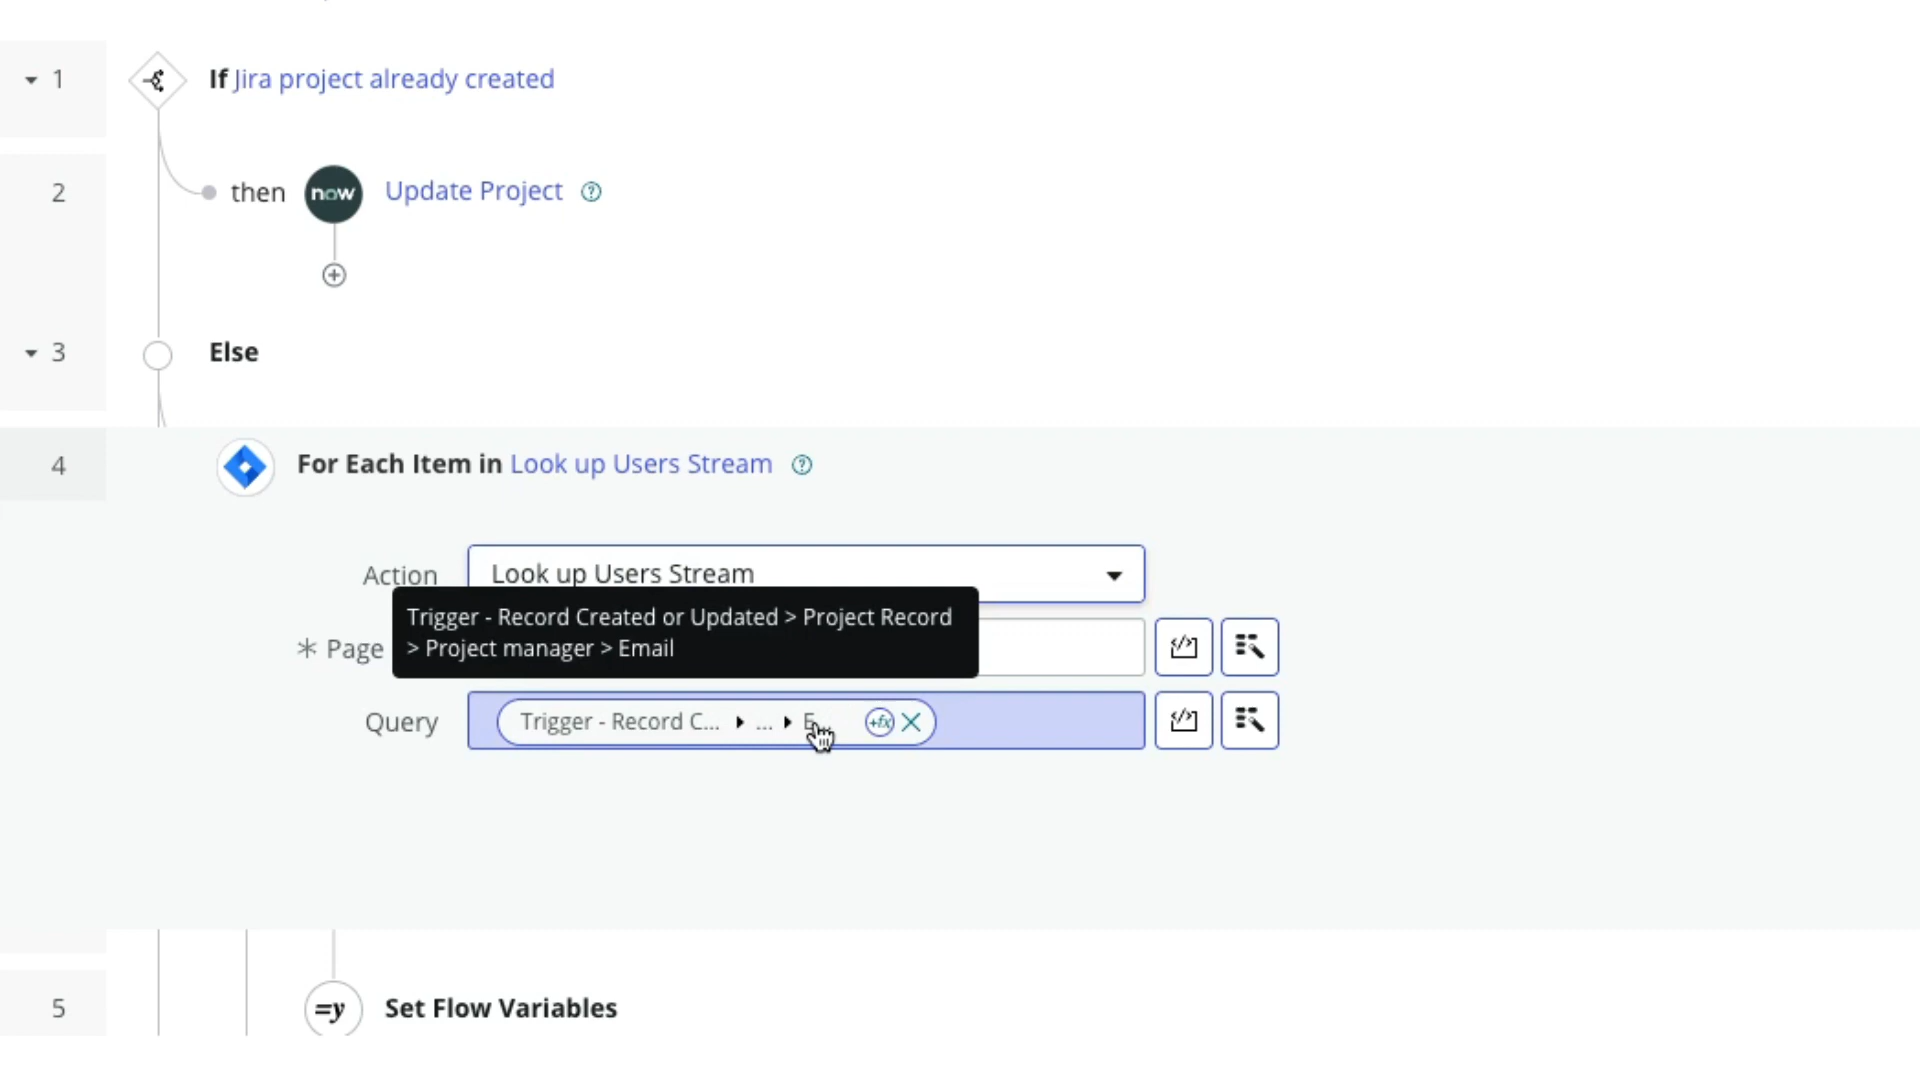 1
If Jira project already created
2
then now Update Project ?
3
Else
4
For Each Item in Look up Users Stream ?
Action Look up Users Stream
Trigger - Record Created or Updated > Project Record
> Project manager > Email
* Page
Query Trigger - Record C... ... E... +fx
5
=y Set Flow Variables